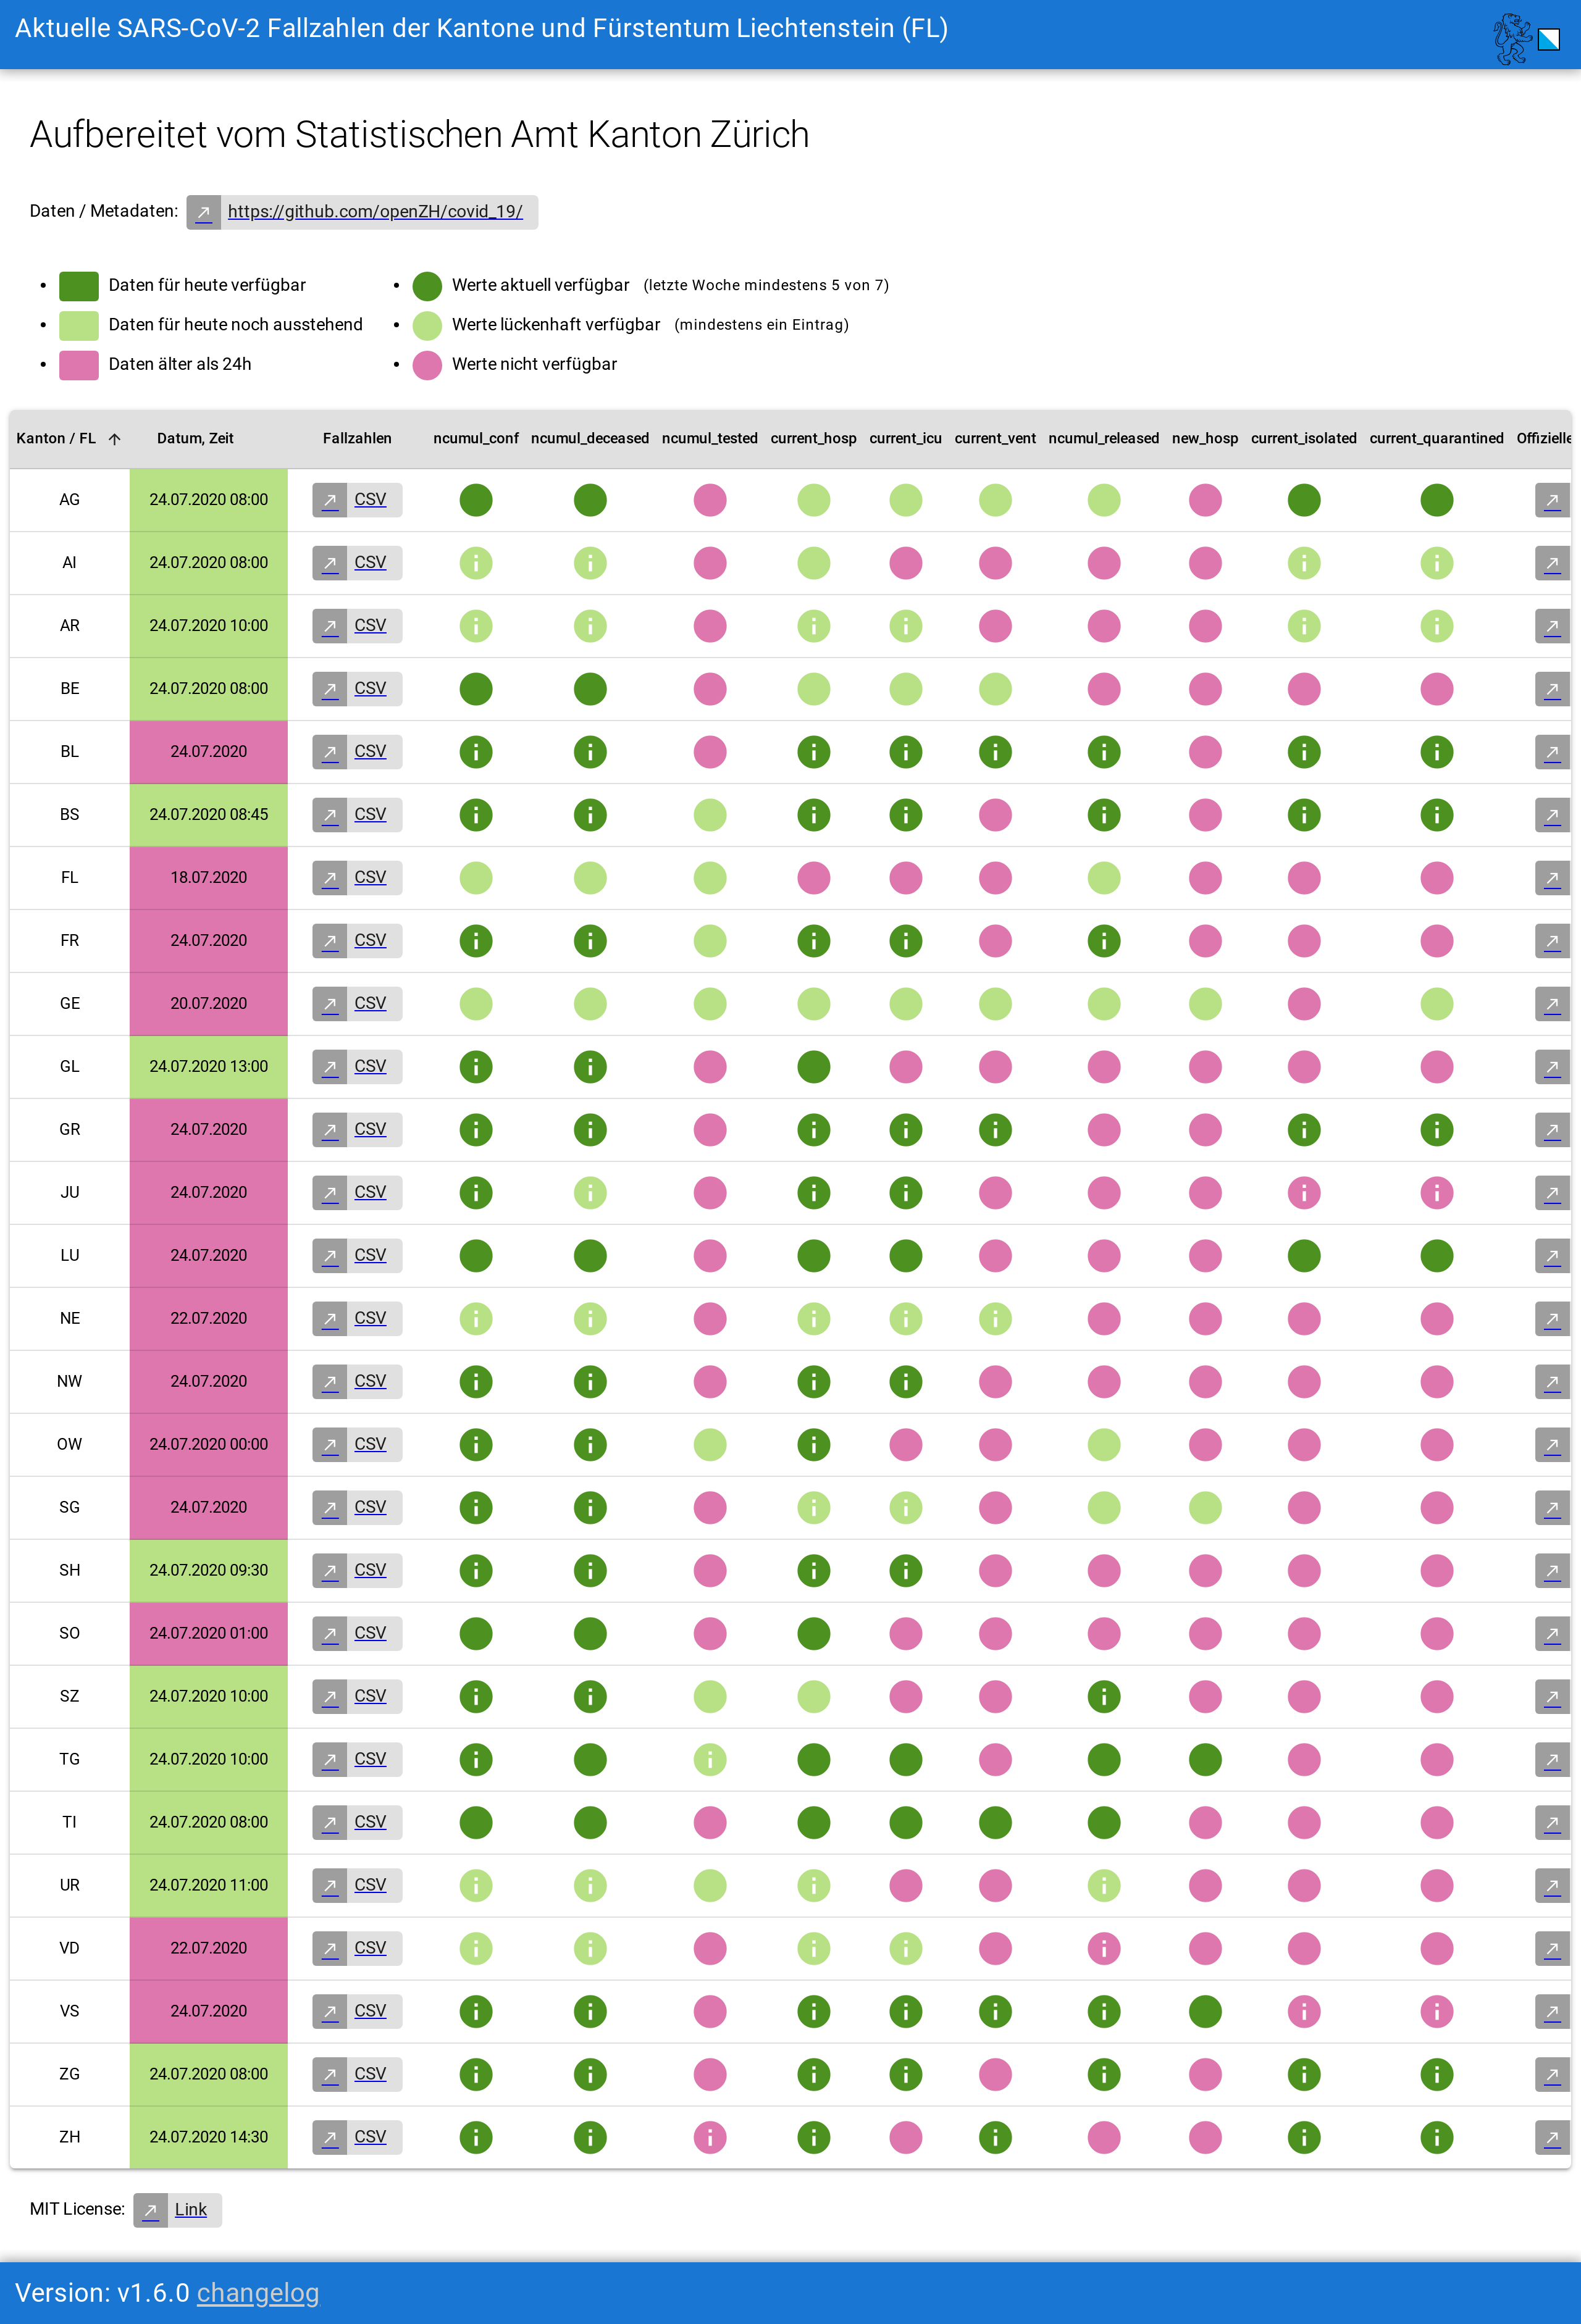 Aktuelle SARS-CoV-2 Fallzahlen der Kantone und Fürstentum Liechtenstein (FL)
Aufbereitet vom Statistischen Amt Kanton Zürich
Daten / Metadaten: https://github.com/openZH/covid_19/
Daten für heute verfügbar
Daten für heute noch ausstehend
Daten älter als 24h
Werte aktuell verfügbar (letzte Woche mindestens 5 von 7)
Werte lückenhaft verfügbar (mindestens ein Eintrag)
Werte nicht verfügbar
Kanton / FL Datum, Zeit Fallzahlen ncumul_conf ncumul_deceased ncumul_tested current_hosp current_icu current_vent ncumul_released new_hosp current_isolated current_quarantined Offizielle
AG 24.07.2020 08:00 CSV
AI 24.07.2020 08:00 CSV
AR 24.07.2020 10:00 CSV
BE 24.07.2020 08:00 CSV
BL 24.07.2020 CSV
BS 24.07.2020 08:45 CSV
FL 18.07.2020 CSV
FR 24.07.2020 CSV
GE 20.07.2020 CSV
GL 24.07.2020 13:00 CSV
GR 24.07.2020 CSV
JU 24.07.2020 CSV
LU 24.07.2020 CSV
NE 22.07.2020 CSV
NW 24.07.2020 CSV
OW 24.07.2020 00:00 CSV
SG 24.07.2020 CSV
SH 24.07.2020 09:30 CSV
SO 24.07.2020 01:00 CSV
SZ 24.07.2020 10:00 CSV
TG 24.07.2020 10:00 CSV
TI 24.07.2020 08:00 CSV
UR 24.07.2020 11:00 CSV
VD 22.07.2020 CSV
VS 24.07.2020 CSV
ZG 24.07.2020 08:00 CSV
ZH 24.07.2020 14:30 CSV
MIT License: Link
Version: v1.6.0 changelog